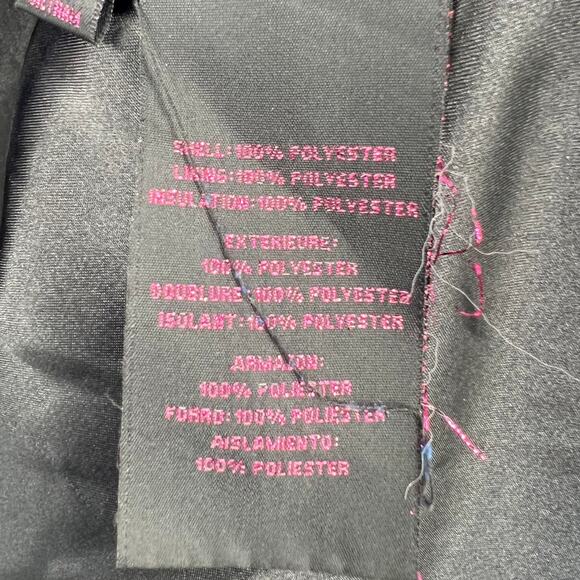 SHELL: 100% POLYESTER
LINING: 100% POLYESTER
INSULATION: 100% POLYESTER
EXTERIEURE:
100% POLYESTER
DOUBLURE: 100% POLYESTER
ISOLANT: 100% POLYESTER
ARMAZON:
100% POLIESTER
FORRO: 100% POLIESTER
AISLAMIENTO:
100% POLIESTER